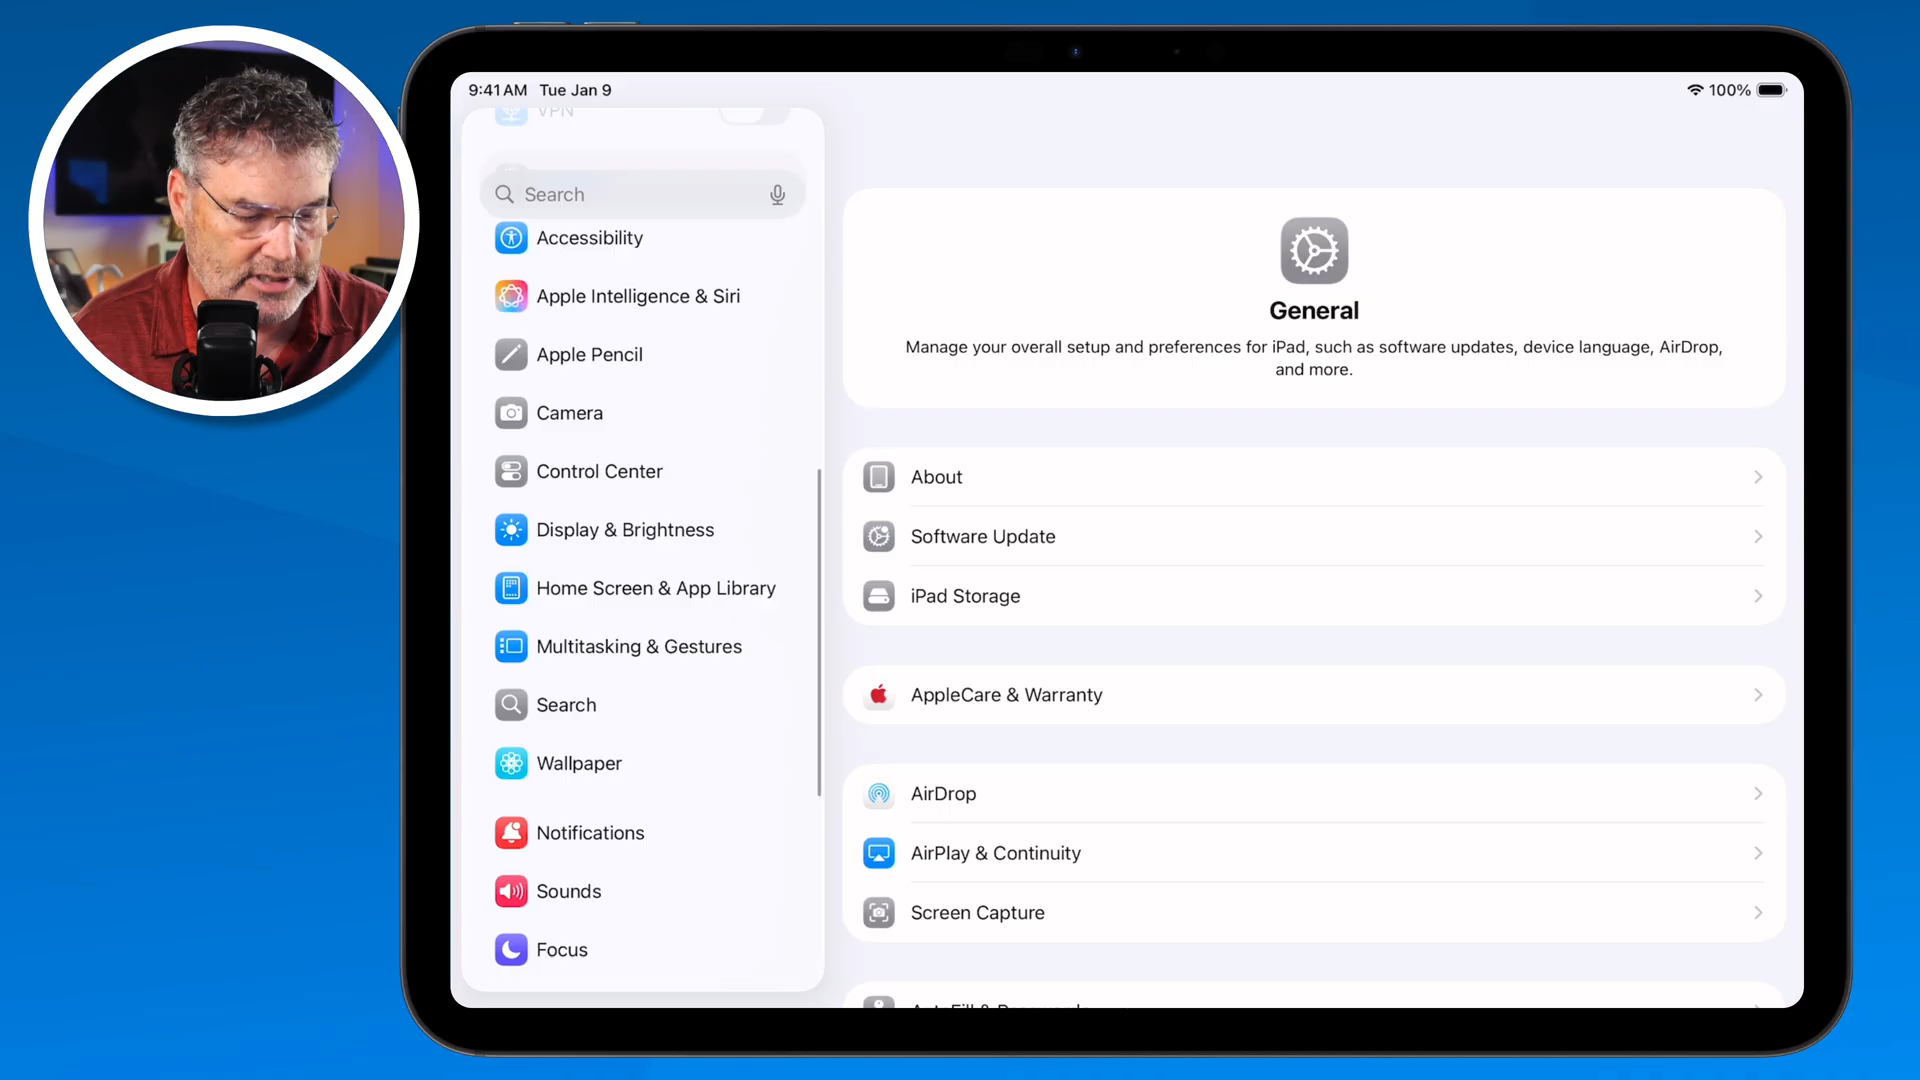 9:41 AM Tue Jan 9
100%
VPN
Search
Accessibility
Apple Intelligence & Siri
Apple Pencil
Camera
Control Center
Display & Brightness
Home Screen & App Library
Multitasking & Gestures
Search
Wallpaper
Notifications
Sounds
Focus
General
Manage your overall setup and preferences for iPad, such as software updates, device language, AirDrop,
and more.
About
Software Update
iPad Storage
AppleCare & Warranty
AirDrop
AirPlay & Continuity
Screen Capture
AutoFill & Passwords